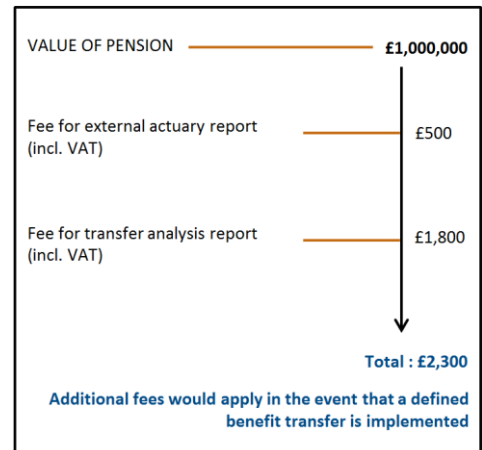 VALUE OF PENSION £1,000,000
Fee for external actuary report
(incl. VAT) £500
Fee for transfer analysis report
(incl. VAT) £1,800
Total : £2,300
Additional fees would apply in the event that a defined
benefit transfer is implemented